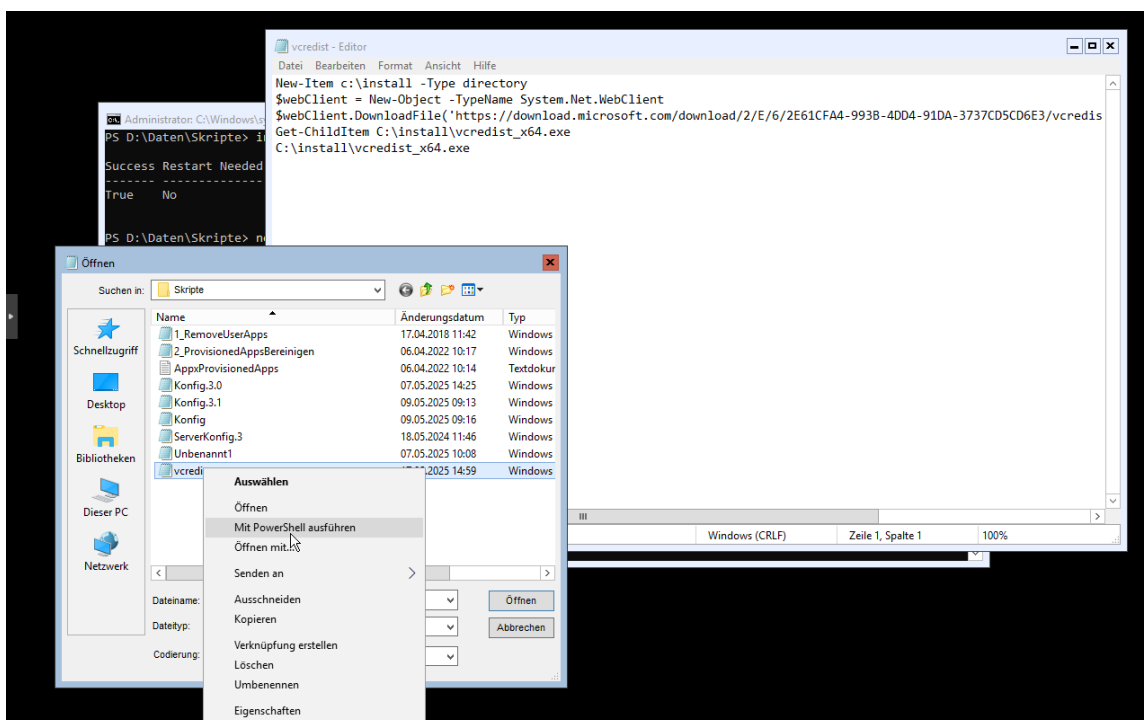 vcredist - Editor
Datei Bearbeiten Format Ansicht Hilfe
New-Item c:\install -Type directory
$webClient = New-Object -TypeName System.Net.WebClient
$webClient.DownloadFile('https://download.microsoft.com/download/2/E/6/2E61CFA4-993B-4DD4-91DA-3737CD5CD6E3/vcredis
Get-ChildItem C:\install\vcredist_x64.exe
C:\install\vcredist_x64.exe
Administrator: C:\Windows\sy
PS D:\Daten\Skripte> in
Success Restart Needed
------- --------------
True No
PS D:\Daten\Skripte> no
Öffnen
Suchen in: Skripte
Name Änderungsdatum Typ
1_RemoveUserApps 17.04.2018 11:42 Windows
2_ProvisionedAppsBereinigen 06.04.2022 10:17 Windows
AppxProvisionedApps 06.04.2022 10:14 Textdokur
Konfig.3.0 07.05.2025 14:25 Windows
Konfig.3.1 09.05.2025 09:13 Windows
Konfig 09.05.2025 09:16 Windows
ServerKonfig.3 18.05.2024 11:46 Windows
Unbenannt1 07.05.2025 10:08 Windows
vcredi 2025 14:59 Windows
Schnellzugriff
Desktop
Bibliotheken
Dieser PC
Netzwerk
Auswählen
Öffnen
Mit PowerShell ausführen
Öffnen mit...
Senden an
Ausschneiden
Kopieren
Verknüpfung erstellen
Löschen
Umbenennen
Eigenschaften
Dateiname: Öffnen
Dateityp: Abbrechen
Codierung:
Windows (CRLF) Zeile 1, Spalte 1 100%